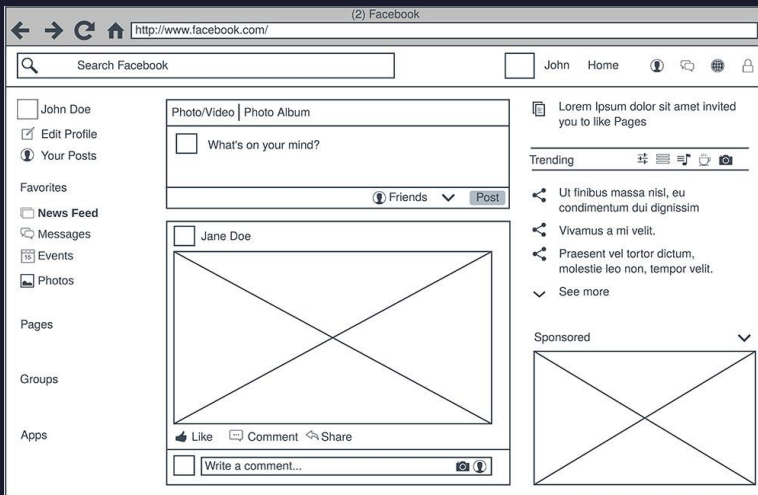 (2) Facebook
http://www.facebook.com/
Search Facebook
John Home
John Doe
Edit Profile
Your Posts
Favorites
News Feed
Messages
15 Events
Photos
Pages
Groups
Apps
Photo/Video Photo Album
What's on your mind?
Friends Post
Jane Doe
Like Comment Share
Write a comment...
Lorem Ipsum dolor sit amet invited
you to like Pages
Trending
Ut finibus massa nisl, eu
condimentum dui dignissim
Vivamus a mi velit.
Praesent vel tortor dictum,
molestie leo non, tempor velit.
See more
Sponsored